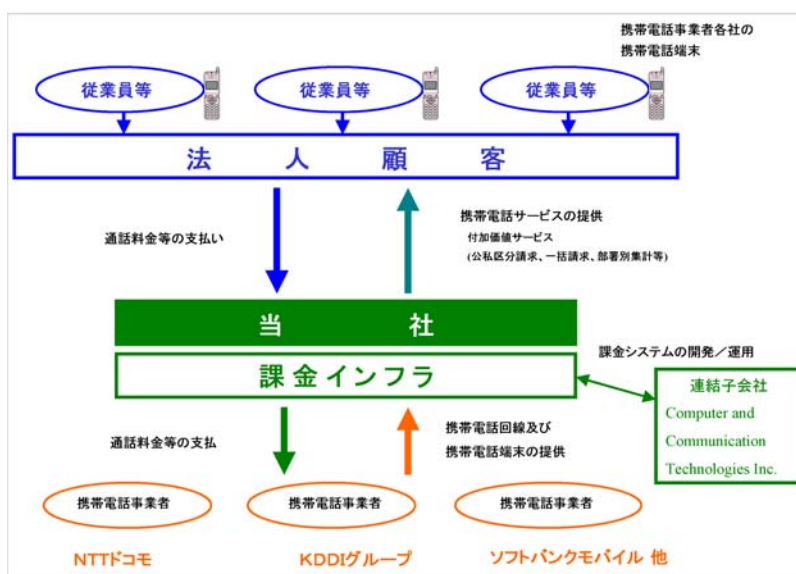 携帯電話事業者各社の
携帯電話端末
従業員等
従業員等
従業員等
法人顧客
通話料金等の支払い
携帯電話サービスの提供
付加価値サービス
(公私区分請求、一括請求、部署別集計等)
当社
課金インフラ
課金システムの開発／運用
連結子会社
Computer and
Communication
Technologies Inc.
通話料金等の支払
携帯電話回線及び
携帯電話端末の提供
携帯電話事業者
携帯電話事業者
携帯電話事業者
NTTドコモ
KDDIグループ
ソフトバンクモバイル 他